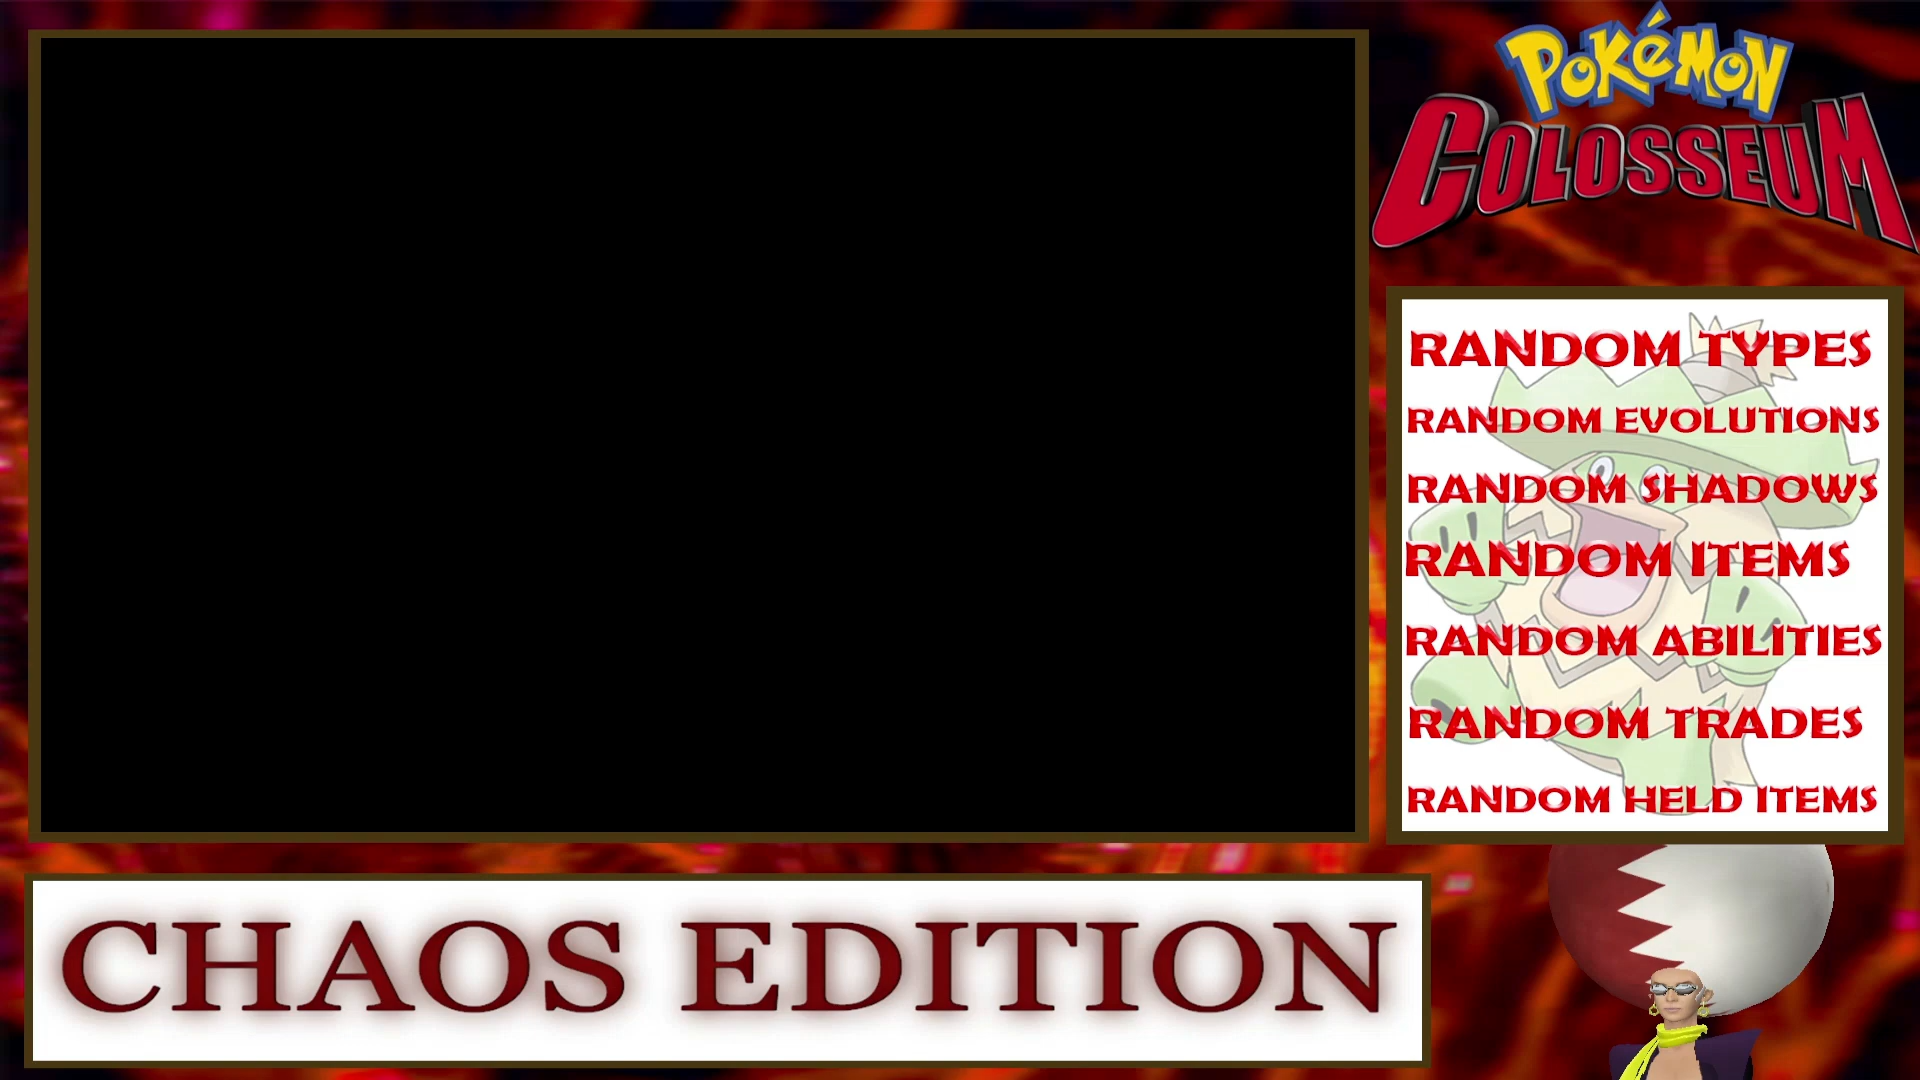 POKéMON
COLOSSEUM
RANDOM TYPES
RANDOM EVOLUTIONS
RANDOM SHADOWS
RANDOM ITEMS
RANDOM ABILITIES
RANDOM TRADES
RANDOM HELD ITEMS
CHAOS EDITION